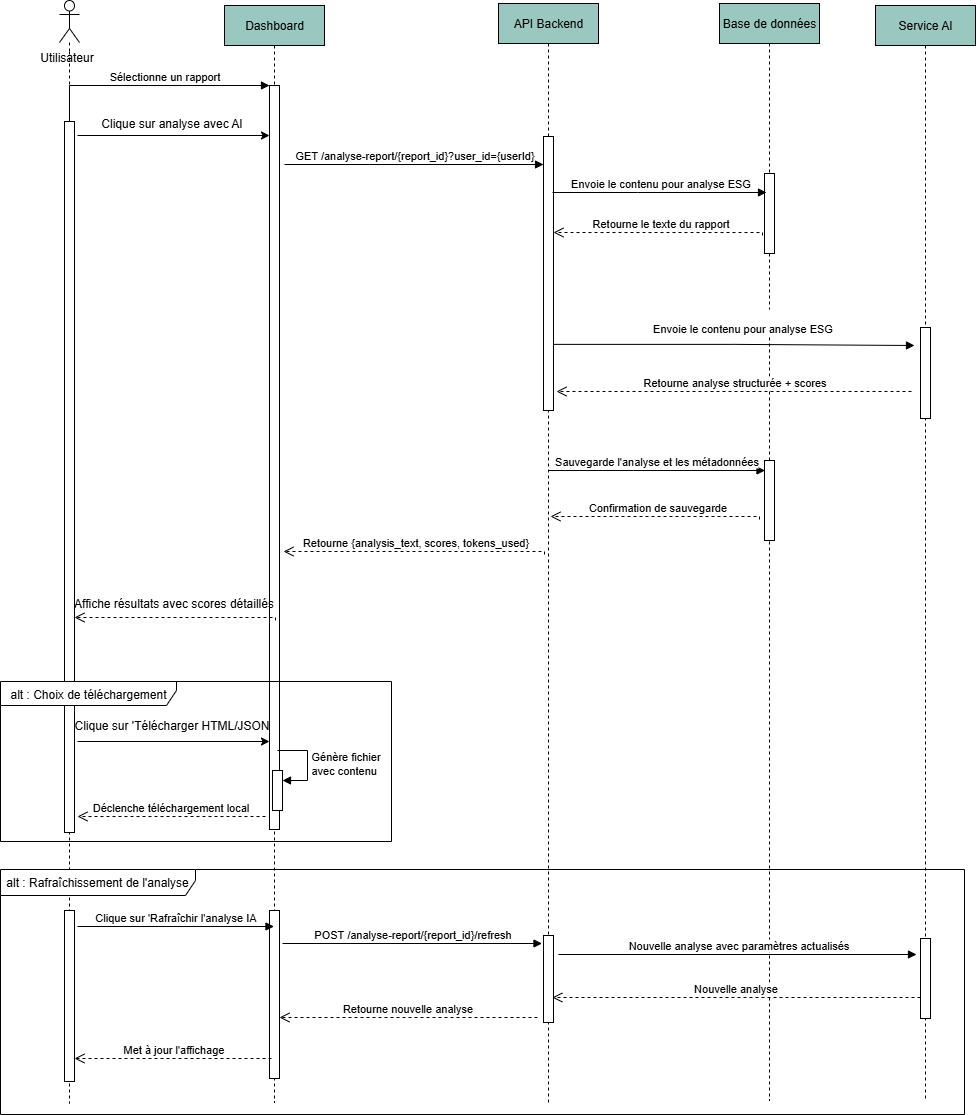 Utilisateur
Dashboard
API Backend
Base de données
Service AI
Sélectionne un rapport
Clique sur analyse avec AI
GET /analyse-report/{report_id}?user_id={userId}
Envoie le contenu pour analyse ESG
Retourne le texte du rapport
Envoie le contenu pour analyse ESG
Retourne analyse structurée + scores
Sauvegarde l'analyse et les métadonnées
Confirmation de sauvegarde
Retourne {analysis_text, scores, tokens_used}
Affiche résultats avec scores détaillés
alt : Choix de téléchargement
Clique sur 'Télécharger HTML/JSON
Génère fichier
avec contenu
Déclenche téléchargement local
alt : Rafraîchissement de l'analyse
Clique sur 'Rafraîchir l'analyse IA
POST /analyse-report/{report_id}/refresh
Nouvelle analyse avec paramètres actualisés
Nouvelle analyse
Retourne nouvelle analyse
Met à jour l'affichage